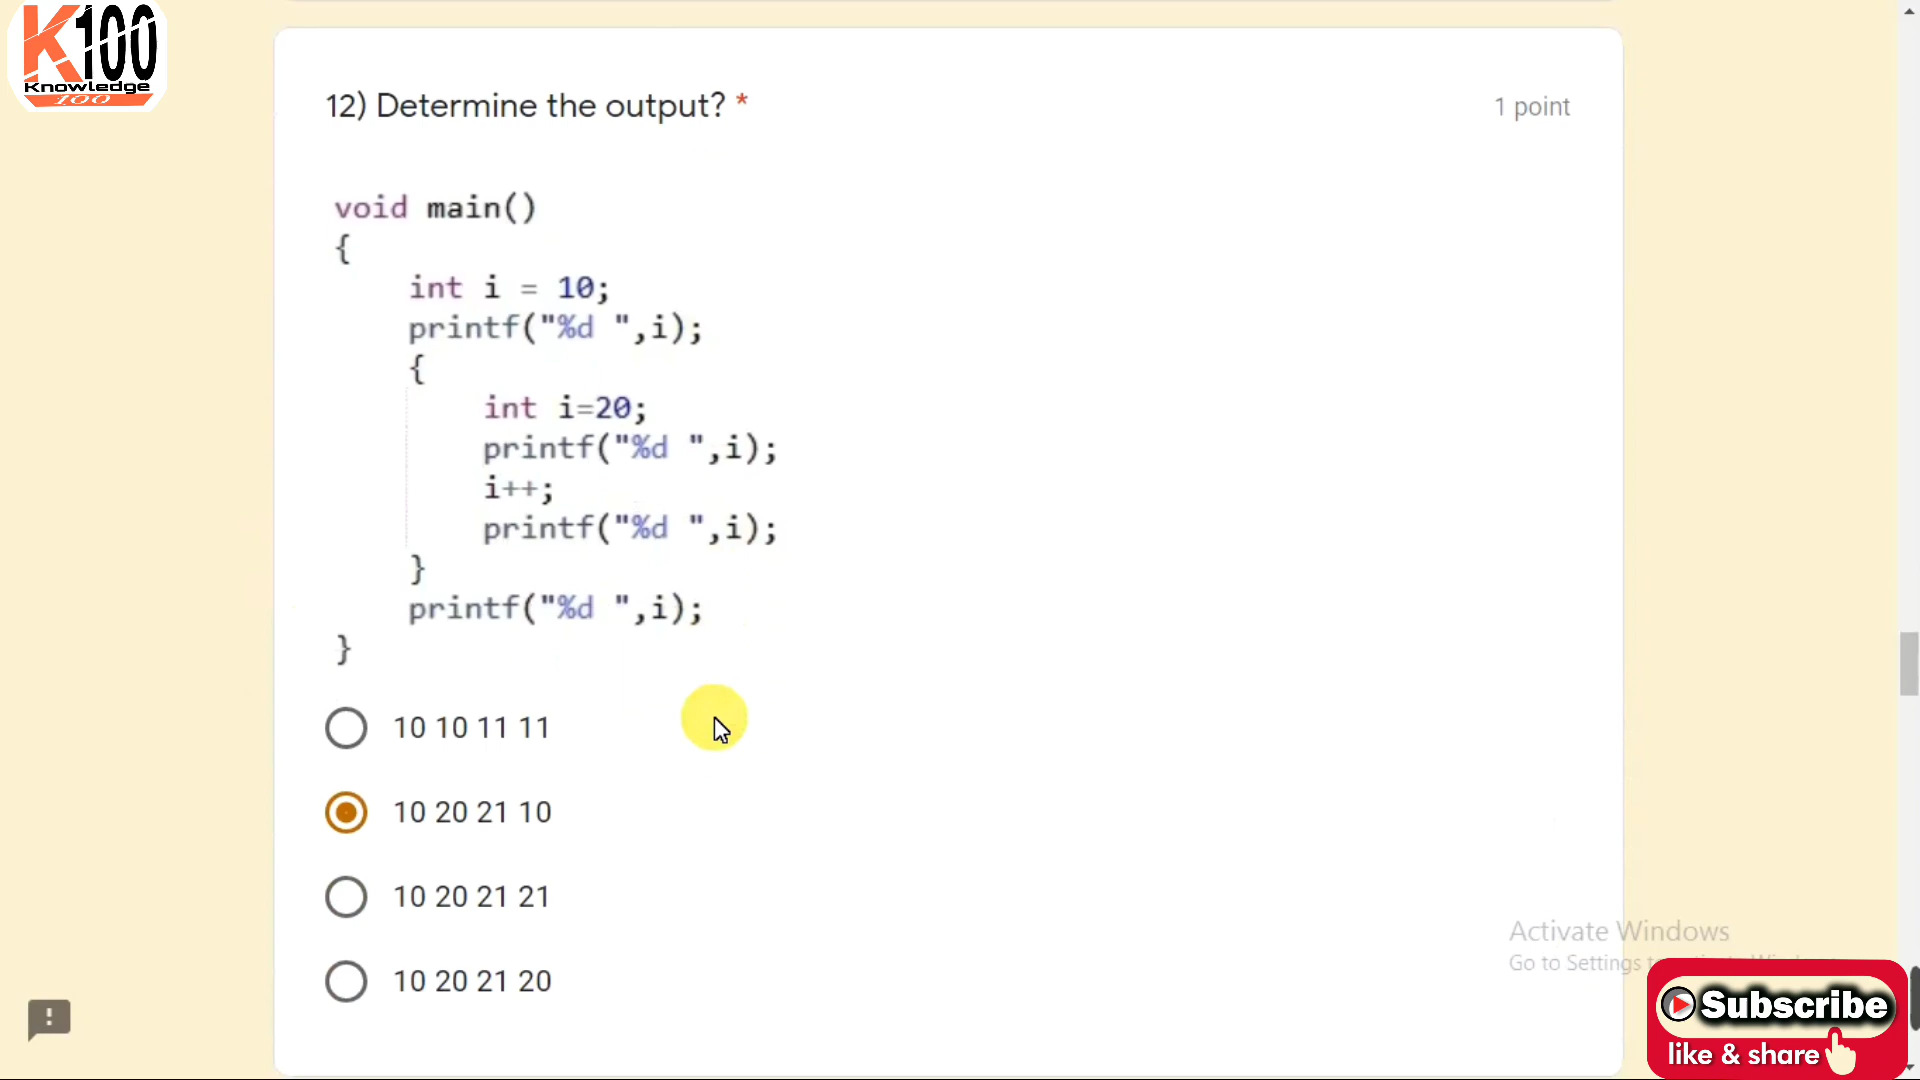 K100
Knowledge
100
12) Determine the output? *
1 point
void main()
{
int i = 10;
printf("%d ",i);
{
int i=20;
printf("%d ",i);
i++;
printf("%d ",i);
}
printf("%d ",i);
}
10 10 11 11
10 20 21 10
10 20 21 21
10 20 21 20
Activate Windows
Go to Settings
Subscribe
like & share